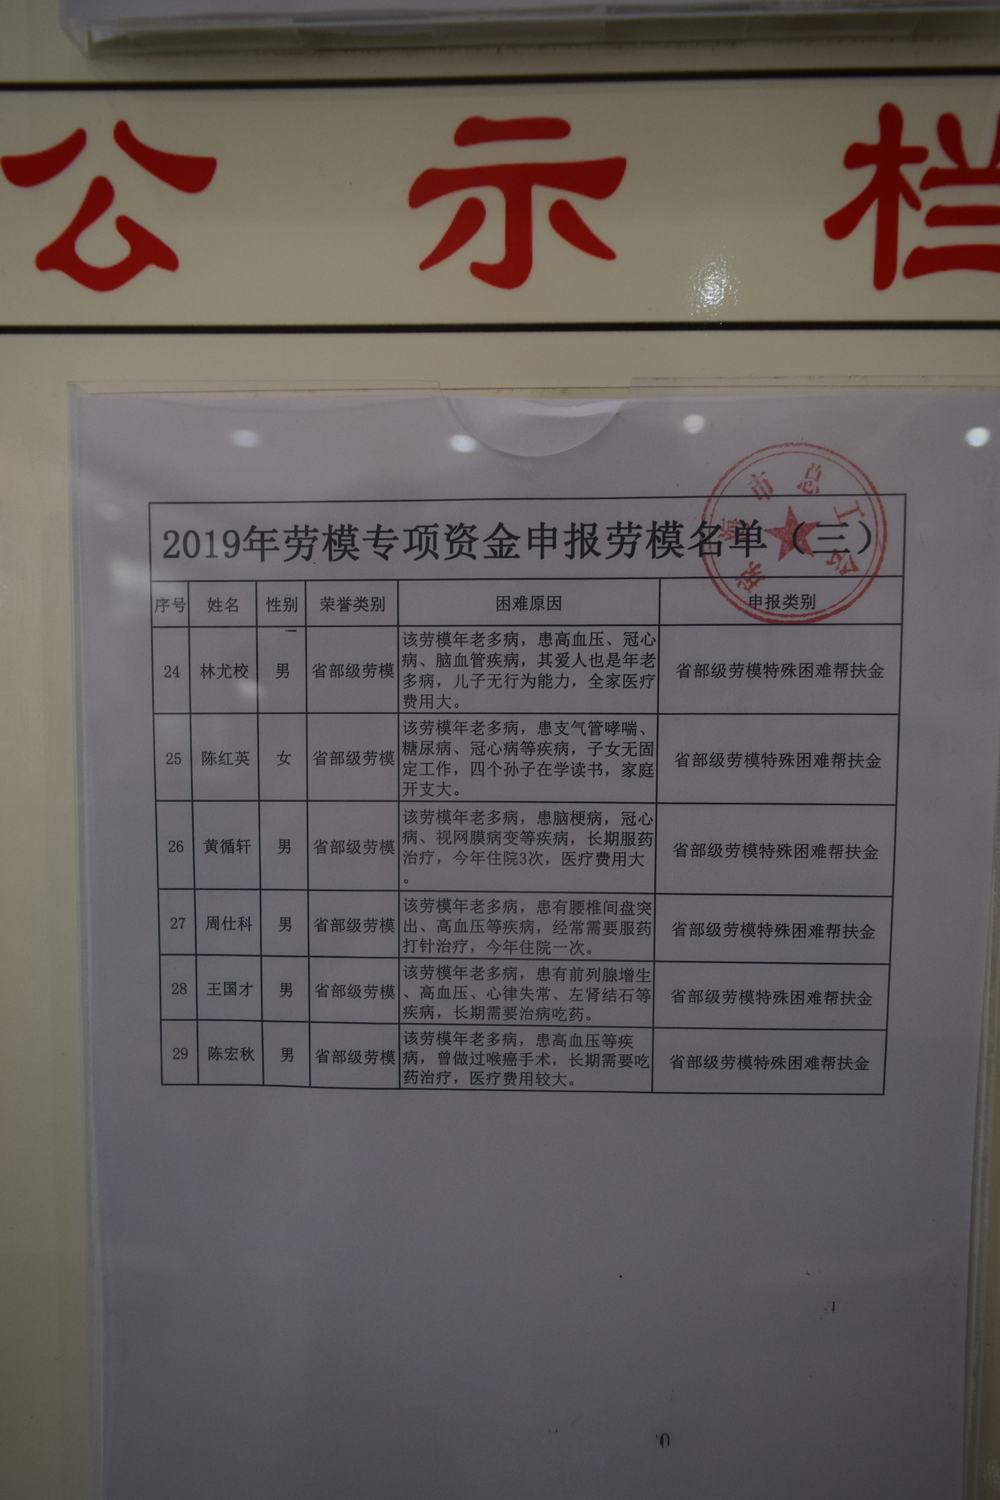 公示栏
市总工会
2019年劳模专项资金申报劳模名单（三）
序号 姓名 性别 荣誉类别 困难原因 申报类别
24 林尤校 男 省部级劳模 该劳模年老多病，患高血压、冠心
病、脑血管疾病，其爱人也是年老
多病，儿子无行为能力，全家医疗
费用大。 省部级劳模特殊困难帮扶金
25 陈红英 女 省部级劳模 该劳模年老多病，患支气管哮喘、
糖尿病、冠心病等疾病，子女无固
定工作，四个孙子在学读书，家庭
开支大。 省部级劳模特殊困难帮扶金
26 黄循轩 男 省部级劳模 该劳模年老多病，患脑梗病，冠心
病、视网膜病变等疾病，长期服药
治疗，今年住院3次，医疗费用大
。 省部级劳模特殊困难帮扶金
27 周仕科 男 省部级劳模 该劳模年老多病，患有腰椎间盘突
出、高血压等疾病，经常需要服药
打针治疗，今年住院一次。 省部级劳模特殊困难帮扶金
28 王国才 男 省部级劳模 该劳模年老多病，患有前列腺增生
、高血压、心律失常、左肾结石等
疾病，长期需要治病吃药。 省部级劳模特殊困难帮扶金
29 陈宏秋 男 省部级劳模 该劳模年老多病，患高血压等疾
病，曾做过喉癌手术，长期需要吃
药治疗，医疗费用较大。 省部级劳模特殊困难帮扶金